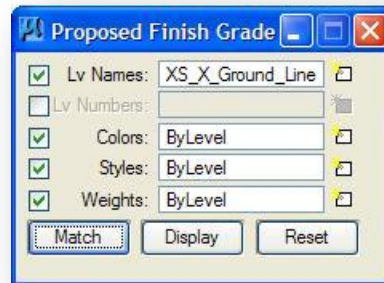 Proposed Finish Grade
Lv Names: XS_X_Ground_Line
Lv Numbers:
Colors: ByLevel
Styles: ByLevel
Weights: ByLevel
Match Display Reset